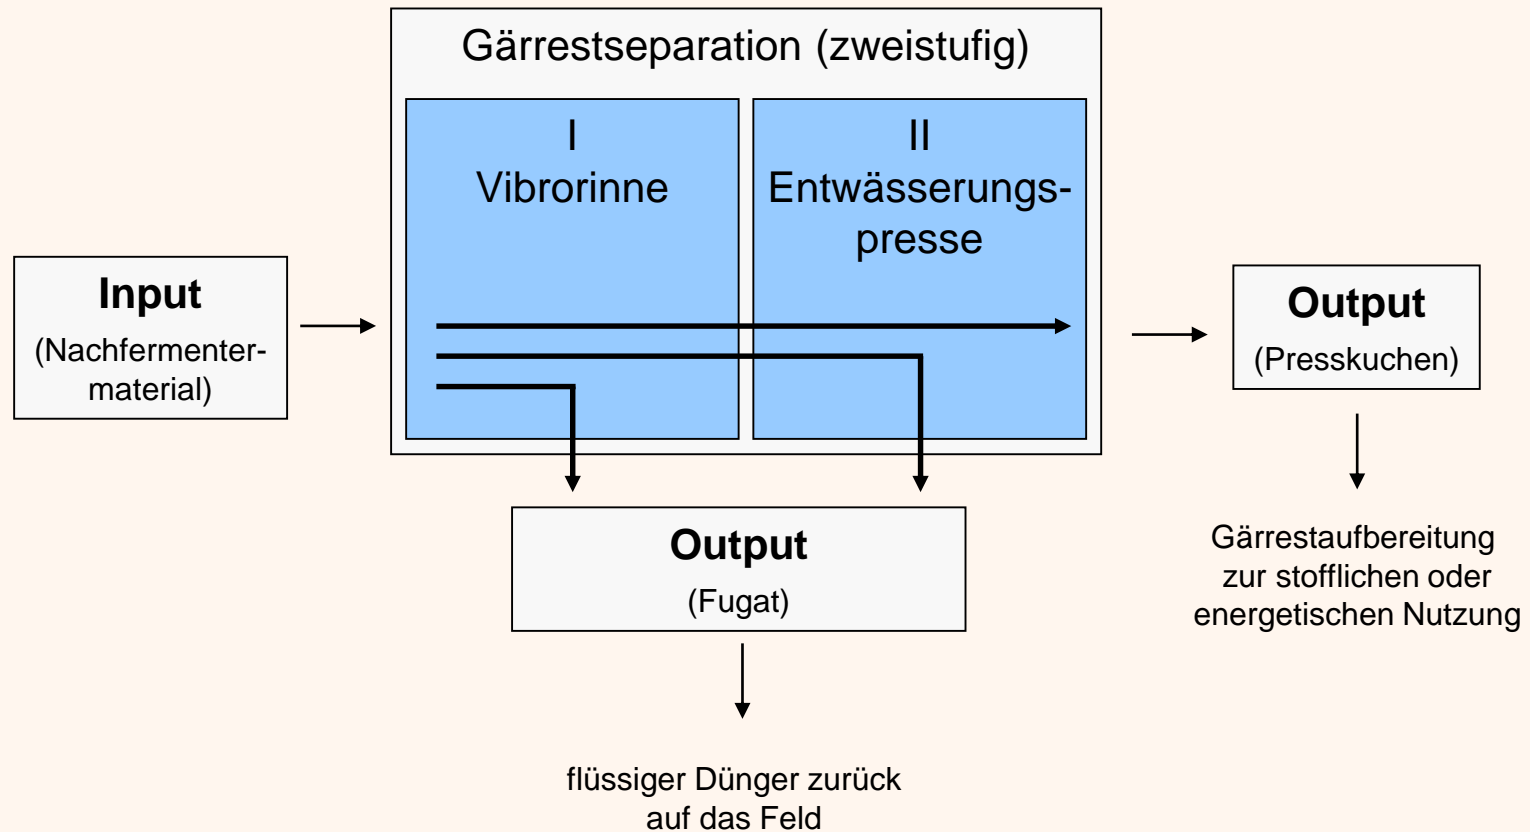 Gärrestseparation (zweistufig)
I
Vibrorinne
II
Entwässerungs-
presse
Input
(Nachfermenter-
material)
Output
(Presskuchen)
Output
(Fugat)
Gärrestaufbereitung
zur stofflichen oder
energetischen Nutzung
flüssiger Dünger zurück
auf das Feld